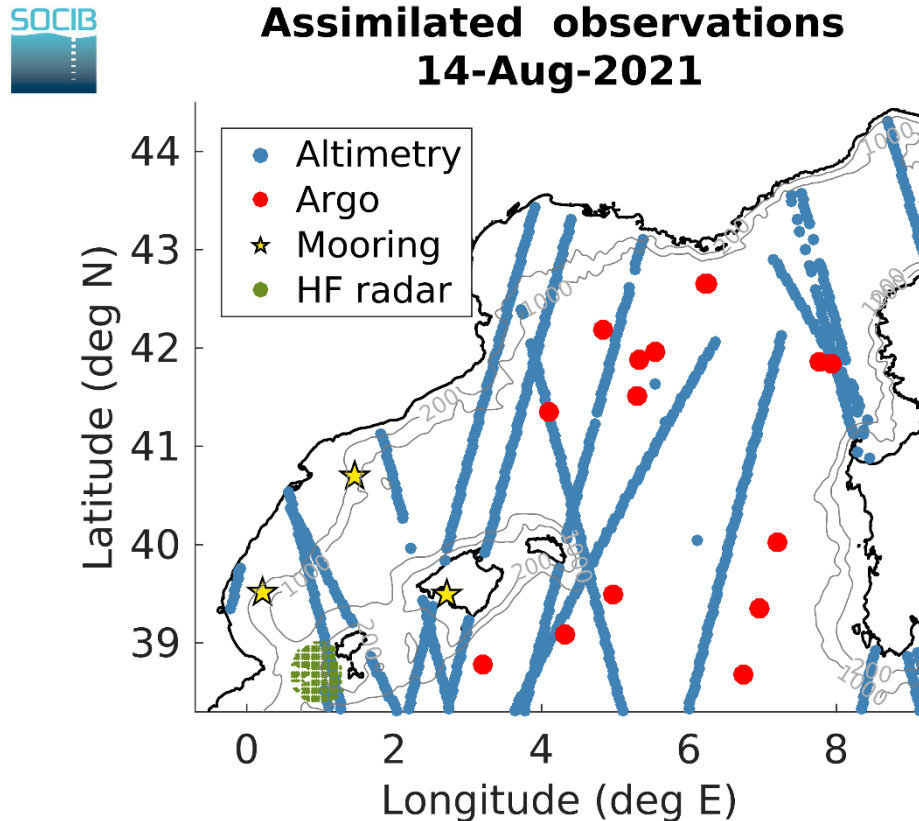 SOCIB
Assimilated observations
14-Aug-2021
Altimetry
Argo
Mooring
HF radar
44
43
42
41
40
39
Latitude (deg N)
0 2 4 6 8
Longitude (deg E)
1000
200
1000
200
1000
200
1000
200
200
1000